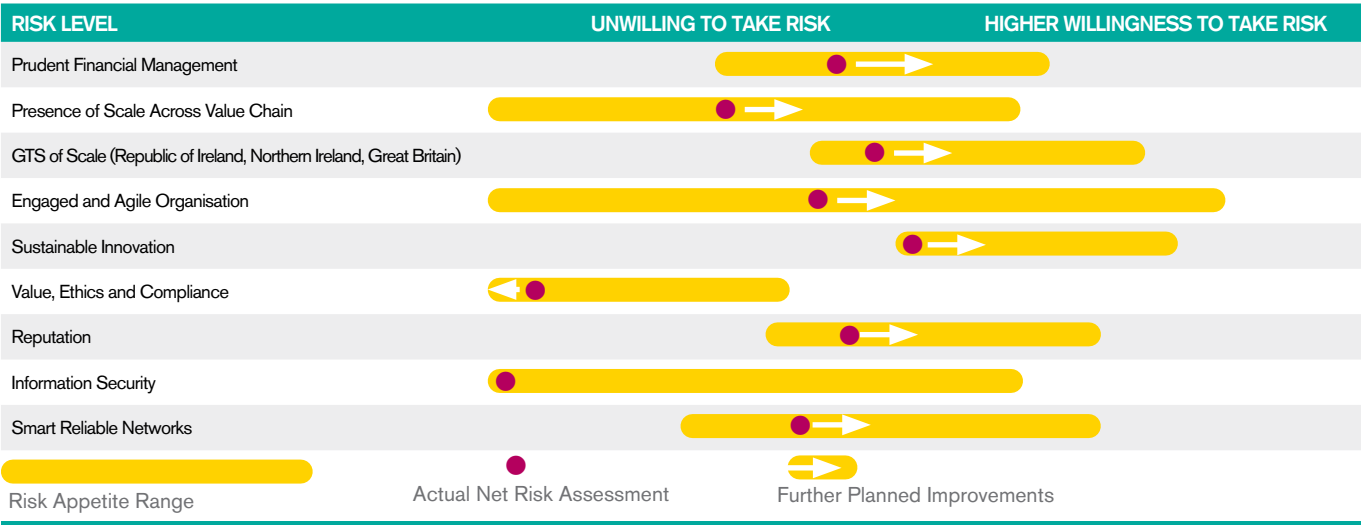 RISK LEVEL UNWILLING TO TAKE RISK HIGHER WILLINGNESS TO TAKE RISK
Prudent Financial Management
Presence of Scale Across Value Chain
GTS of Scale (Republic of Ireland, Northern Ireland, Great Britain)
Engaged and Agile Organisation
Sustainable Innovation
Value, Ethics and Compliance
Reputation
Information Security
Smart Reliable Networks
Risk Appetite Range Actual Net Risk Assessment Further Planned Improvements